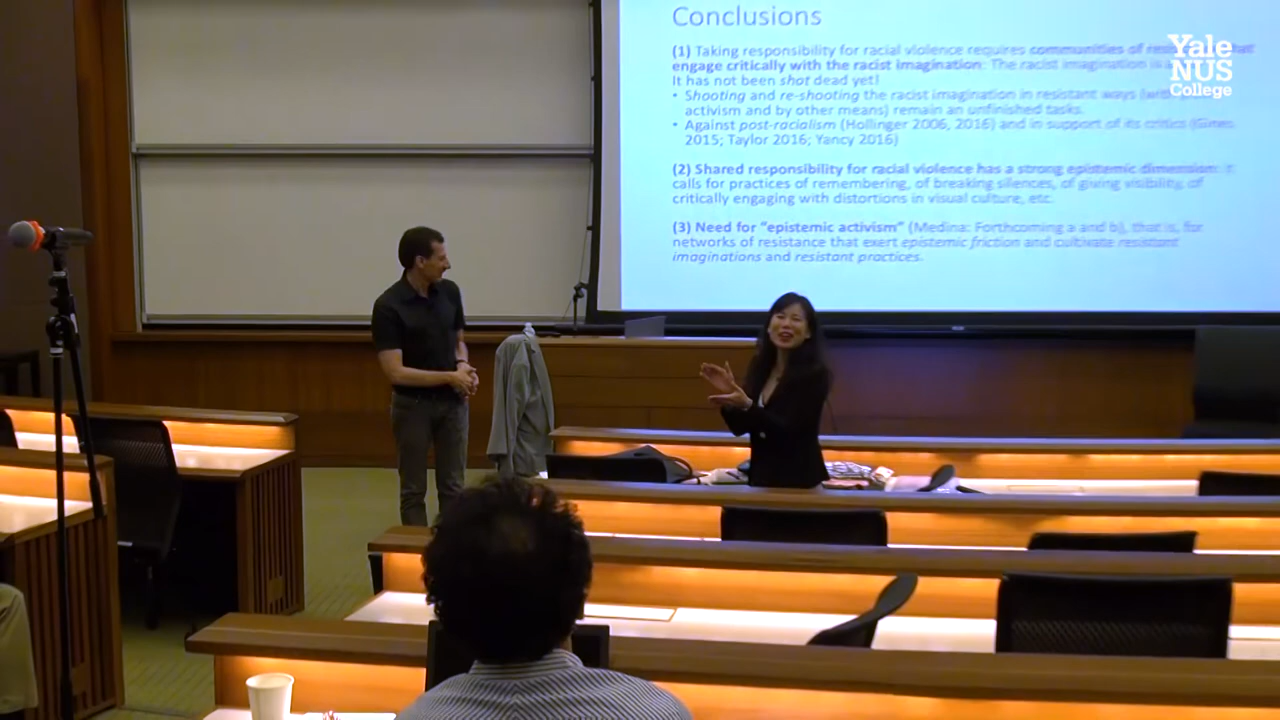 Conclusions
Yale
NUS
College
(1) Taking responsibility for racial violence requires communities of that
engage critically with the racist imagination: The racist imagination is
It has not been shot dead yet!
• Shooting and re-shooting the racist imagination in resistant ways
activism and by other means) remain an unfinished tasks.
• Against post-racialism (Hollinger 2006, 2016) and in support of its critics (Gines
2015; Taylor 2016; Yancy 2016)
(2) Shared responsibility for racial violence has a strong epistemic dimension: it
calls for practices of remembering, of breaking silences, of giving visibility, of
critically engaging with distortions in visual culture, etc.
(3) Need for "epistemic activism" (Medina: Forthcoming a and b), that is, for
networks of resistance that exert epistemic friction and cultivate resistant
imaginations and resistant practices.